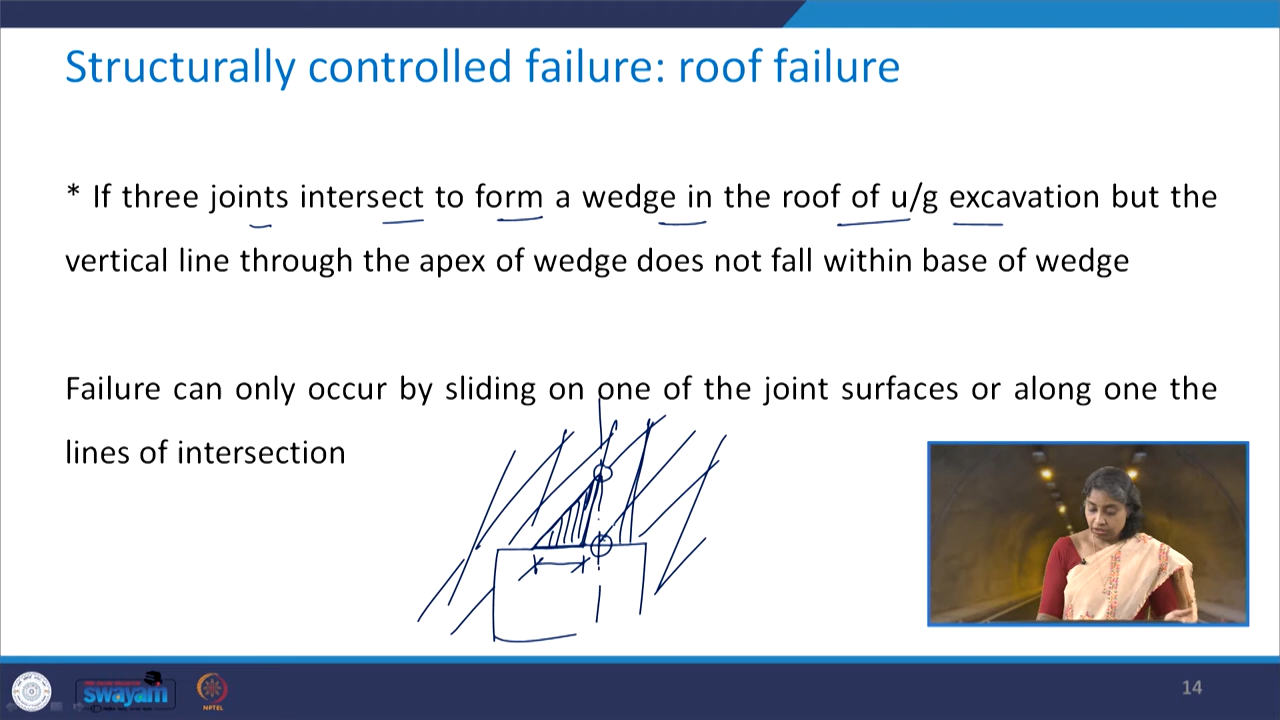 Structurally controlled failure: roof failure
* If three joints intersect to form a wedge in the roof of u/g excavation but the
vertical line through the apex of wedge does not fall within base of wedge
Failure can only occur by sliding on one of the joint surfaces or along one the
lines of intersection
swayam
NPTEL
14